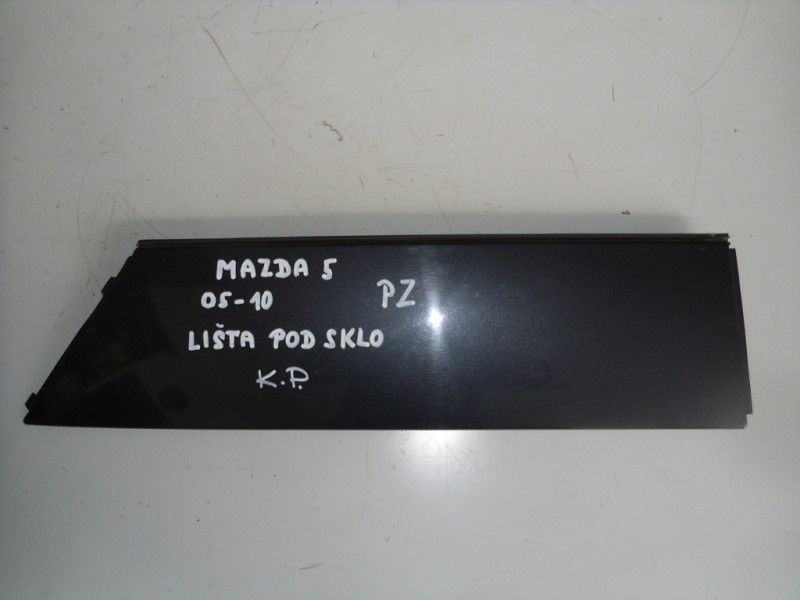 MAZDA 5
05-10 PZ
LIŠTA POD SKLO
K.P.